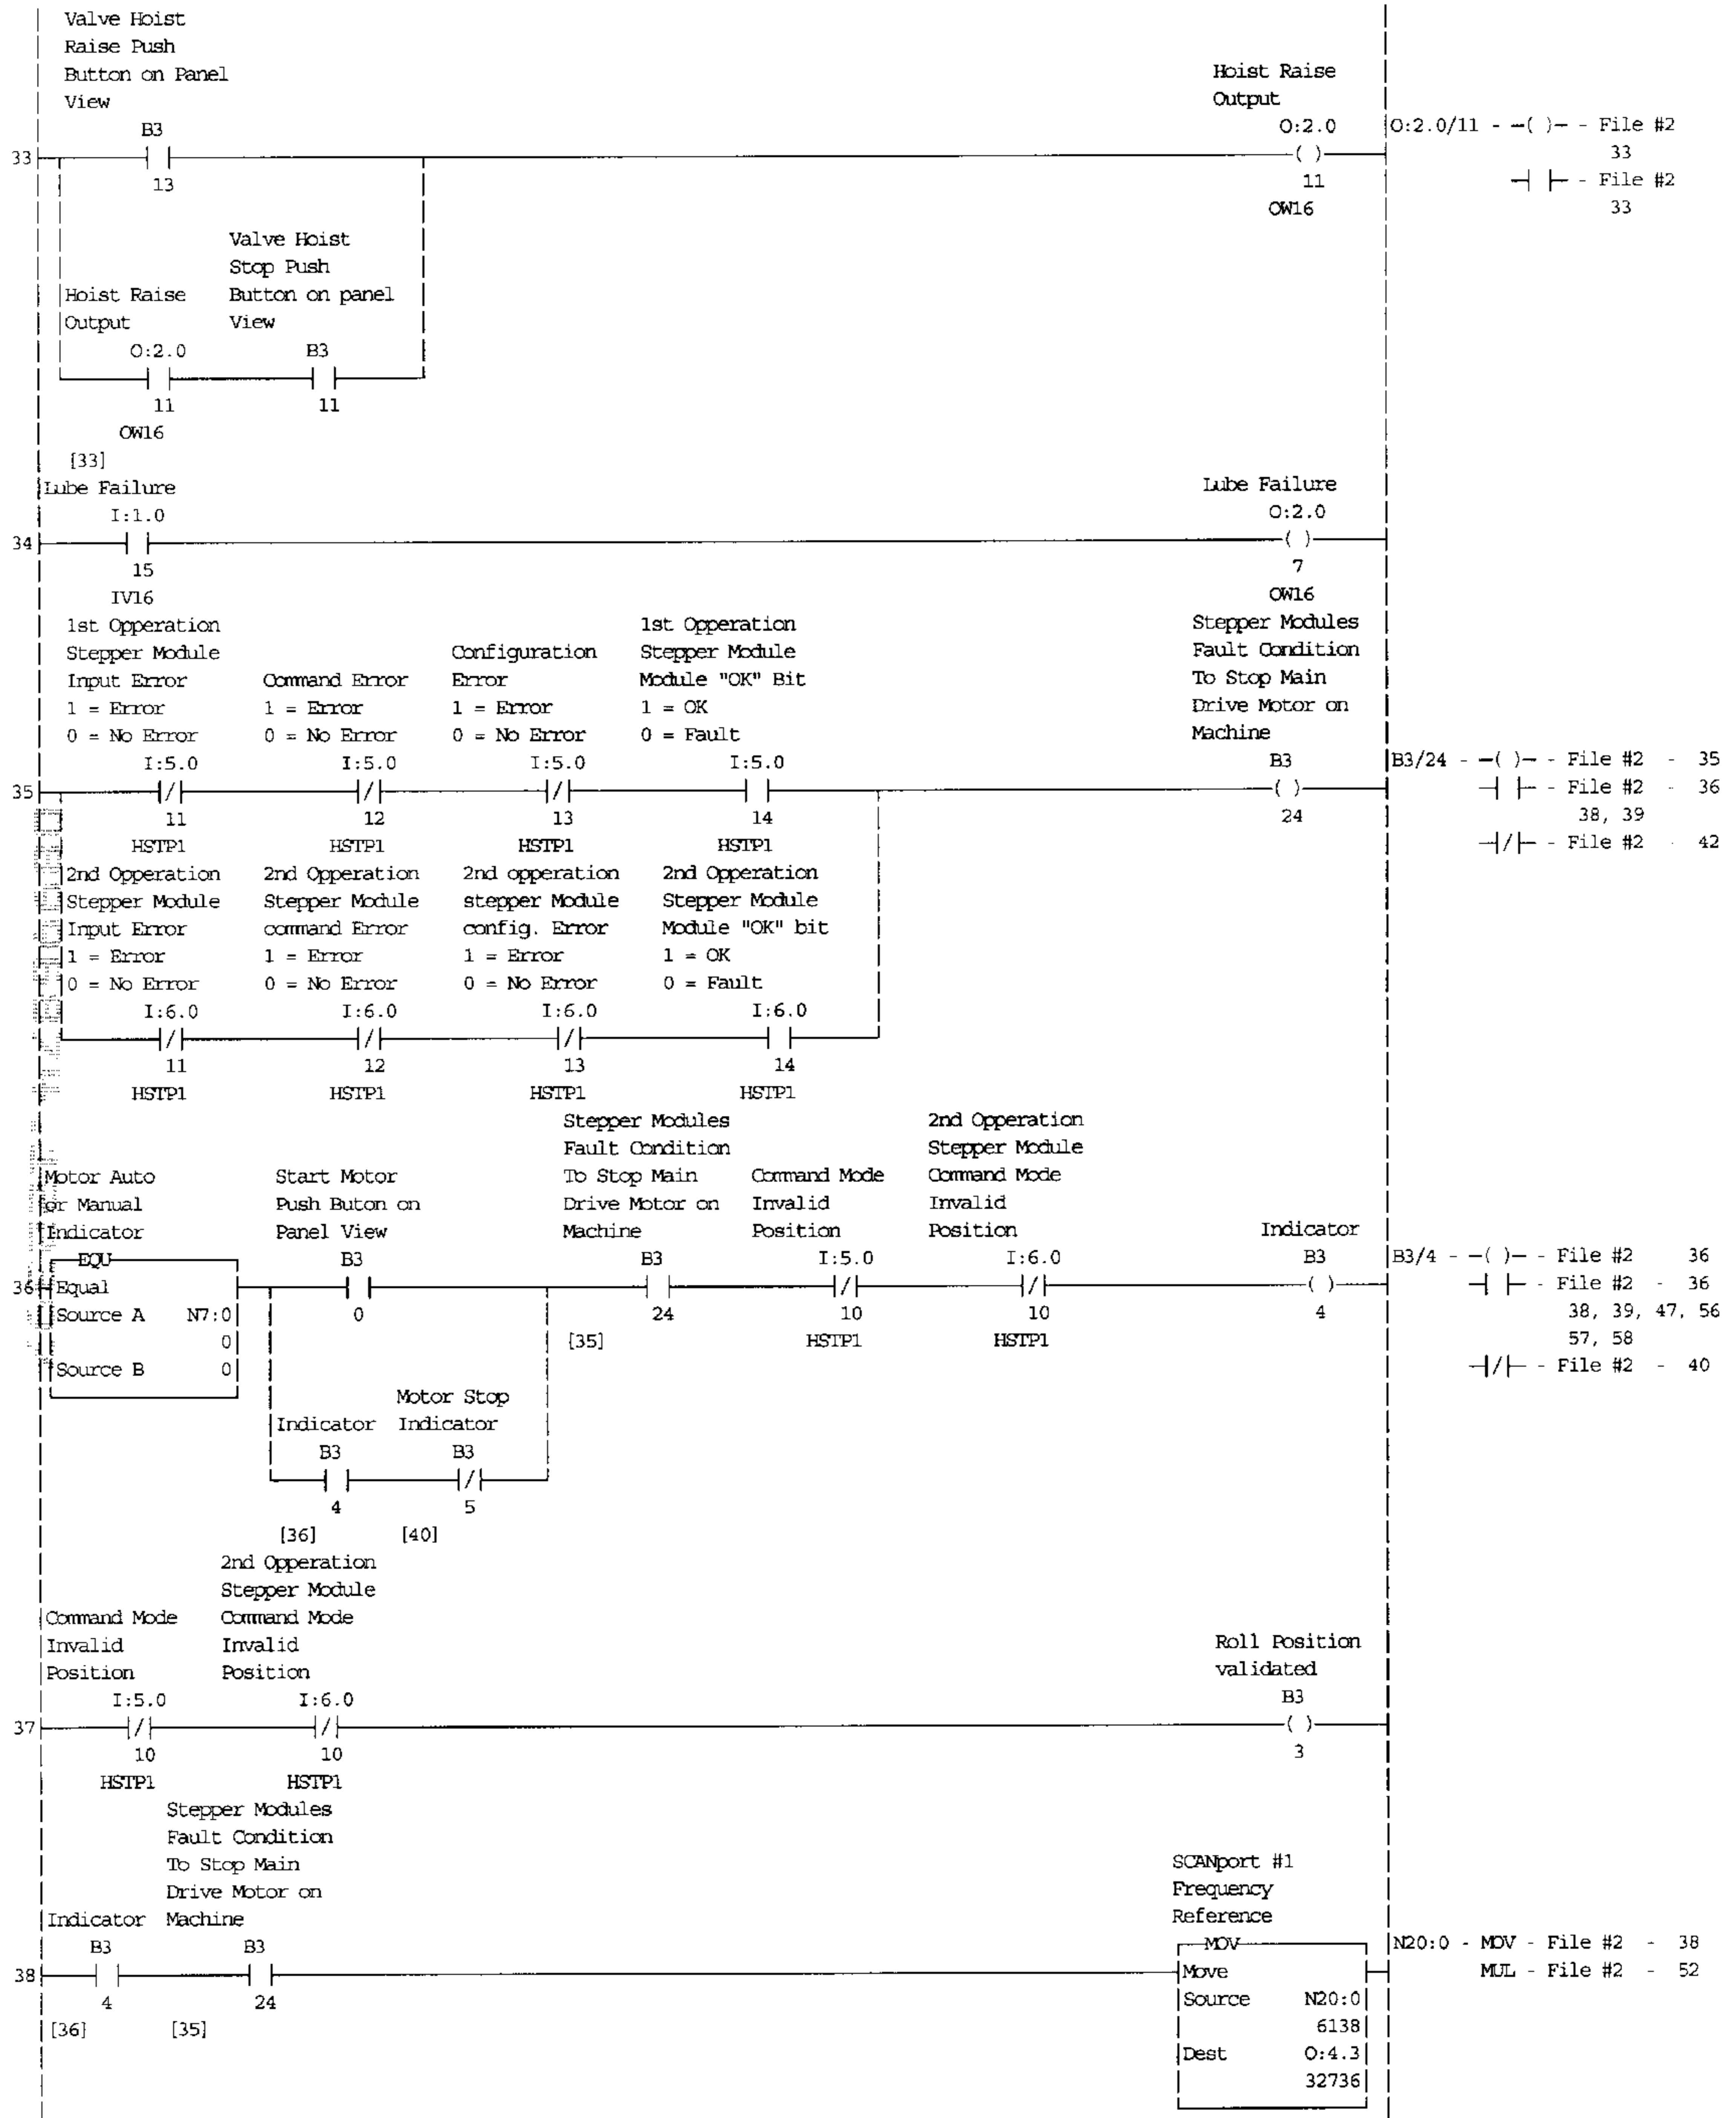 Valve Hoist
Raise Push
Button on Panel
View
Hoist Raise
Output
B3
O:2.0
O:2.0/11 - -( )- - File #2
33
33
13
11
-| |- - File #2
OW16
33
Valve Hoist
Stop Push
Hoist Raise Button on panel
Output View
O:2.0 B3
11 11
OW16
[33]
Lube Failure
Lube Failure
I:1.0
O:2.0
34
15
7
IV16
OW16
1st Opperation 1st Opperation Stepper Modules
Stepper Module Configuration Stepper Module Fault Condition
Input Error Command Error Error Module "OK" Bit To Stop Main
1 = Error 1 = Error 1 = Error 1 = OK Drive Motor on
0 = No Error 0 = No Error 0 = No Error 0 = Fault Machine
I:5.0 I:5.0 I:5.0 I:5.0 B3 B3/24 - -( )- - File #2 - 35
35 -| |- - File #2 - 36
11 12 13 14 24 38, 39
HSTP1 HSTP1 HSTP1 HSTP1 -|/|- - File #2 - 42
2nd Opperation 2nd Opperation 2nd opperation 2nd Opperation
Stepper Module Stepper Module stepper Module Stepper Module
Input Error command Error config. Error Module "OK" bit
1 = Error 1 = Error 1 = Error 1 = OK
0 = No Error 0 = No Error 0 = No Error 0 = Fault
I:6.0 I:6.0 I:6.0 I:6.0
11 12 13 14
HSTP1 HSTP1 HSTP1 HSTP1
Stepper Modules 2nd Opperation
Fault Condition Stepper Module
Motor Auto Start Motor To Stop Main Command Mode Command Mode
or Manual Push Buton on Drive Motor on Invalid Invalid
Indicator Panel View Machine Position Position Indicator
EQU B3 B3 I:5.0 I:6.0 B3 B3/4 - -( )- - File #2 36
36 Equal -| |- - File #2 - 36
Source A N7:0 0 24 10 10 4 38, 39, 47, 56
0 [35] HSTP1 HSTP1 57, 58
Source B 0 -|/|- - File #2 - 40
Motor Stop
Indicator Indicator
B3 B3
4 5
[36] [40]
2nd Opperation
Stepper Module
Command Mode Command Mode
Invalid Invalid Roll Position
Position Position validated
I:5.0 I:6.0 B3
37
10 10 3
HSTP1 HSTP1
Stepper Modules
Fault Condition
To Stop Main SCANport #1
Drive Motor on Frequency
Indicator Machine Reference
B3 B3 MOV N20:0 - MOV - File #2 - 38
38 Move MUL - File #2 - 52
4 24 Source N20:0
[36] [35] 6138
Dest O:4.3
32736